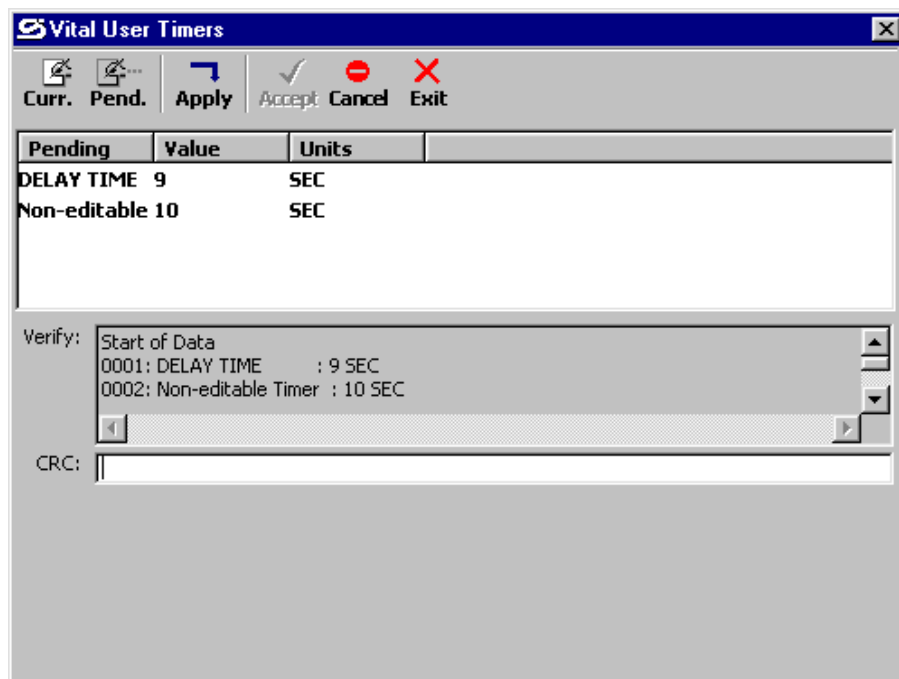 Vital User Timers
Curr. Pend. Apply Accept Cancel Exit
Pending Value Units
DELAY TIME 9 SEC
Non-editable 10 SEC
Verify:
Start of Data
0001: DELAY TIME : 9 SEC
0002: Non-editable Timer : 10 SEC
CRC: